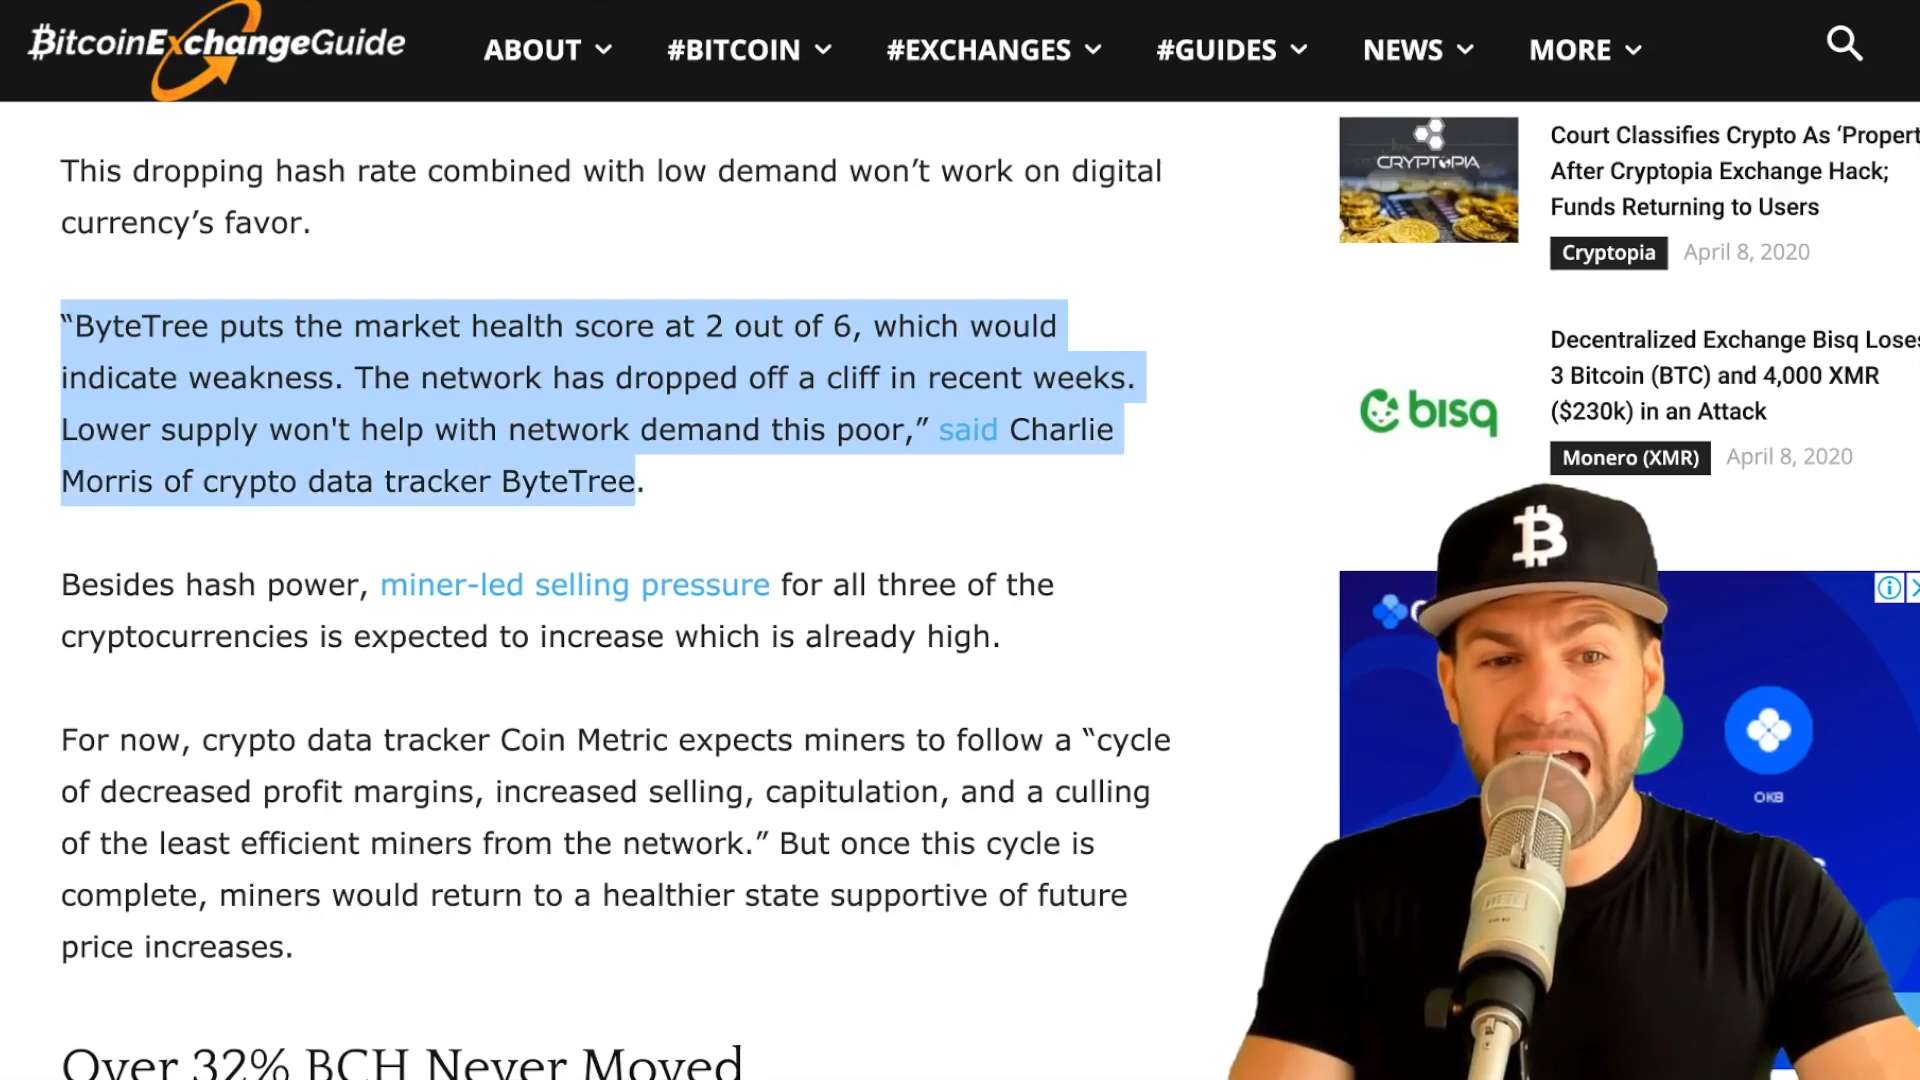 BitcoinExchangeGuide
ABOUT #BITCOIN #EXCHANGES #GUIDES NEWS MORE
This dropping hash rate combined with low demand won’t work on digital
currency’s favor.
“ByteTree puts the market health score at 2 out of 6, which would
indicate weakness. The network has dropped off a cliff in recent weeks.
Lower supply won't help with network demand this poor,” said Charlie
Morris of crypto data tracker ByteTree.
Besides hash power, miner-led selling pressure for all three of the
cryptocurrencies is expected to increase which is already high.
For now, crypto data tracker Coin Metric expects miners to follow a “cycle
of decreased profit margins, increased selling, capitulation, and a culling
of the least efficient miners from the network.” But once this cycle is
complete, miners would return to a healthier state supportive of future
price increases.
Over 32% BCH Never Moved
CRYPTOPIA
Court Classifies Crypto As ‘Propert
After Cryptopia Exchange Hack;
Funds Returning to Users
Cryptopia April 8, 2020
bisq
Decentralized Exchange Bisq Loses
3 Bitcoin (BTC) and 4,000 XMR
($230k) in an Attack
Monero (XMR) April 8, 2020
OKB